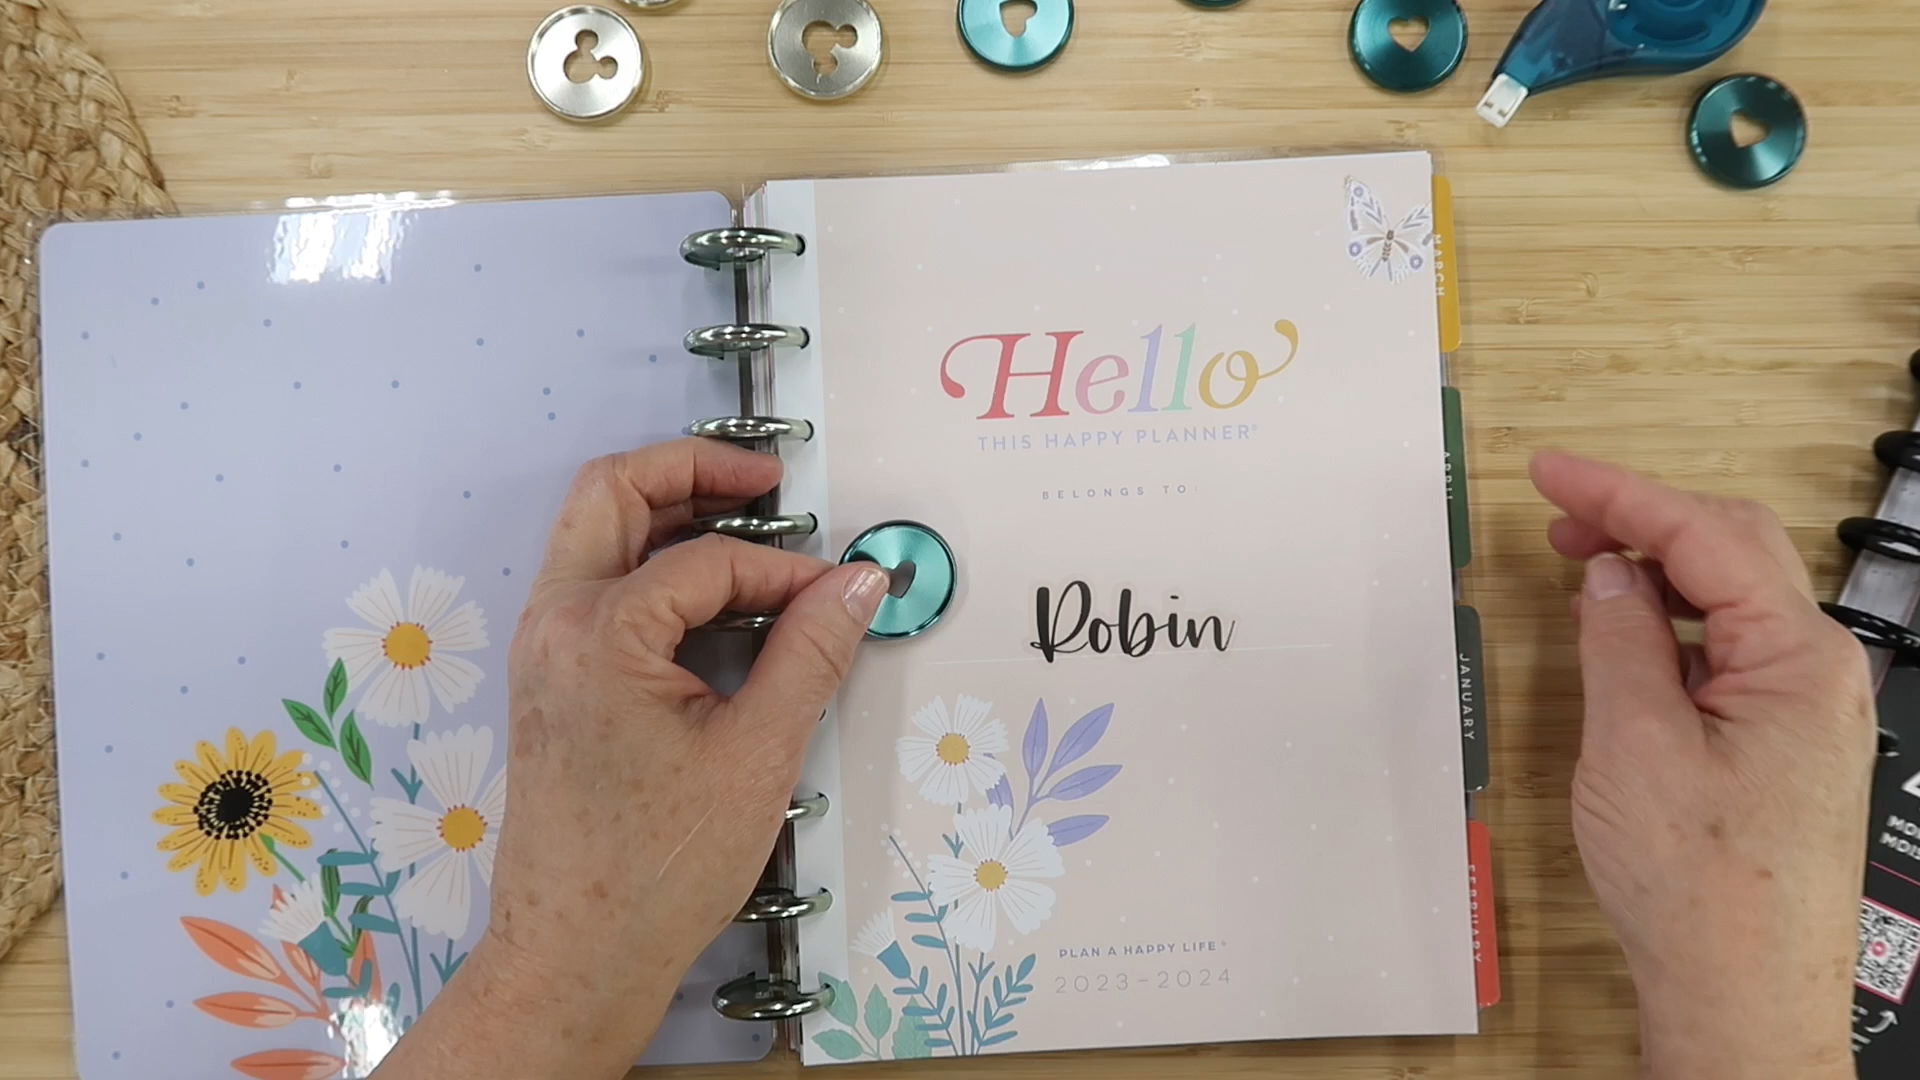 Hello
THIS HAPPY PLANNER®
BELONGS TO:
Robin
PLAN A HAPPY LIFE®
2023-2024
MARCH
APRIL
JANUARY
FEBRUARY